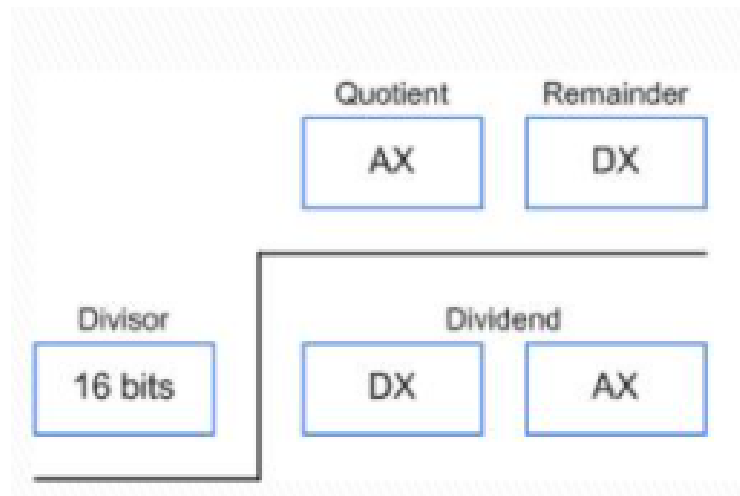 Quotient Remainder
AX DX
Divisor Dividend
16 bits DX AX